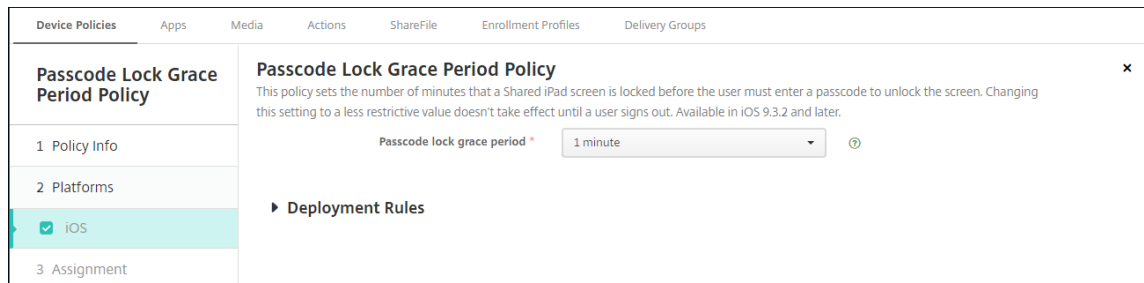 Device Policies Apps Media Actions ShareFile Enrollment Profiles Delivery Groups
Passcode Lock Grace
Period Policy
1 Policy Info
2 Platforms
iOS
3 Assignment
Passcode Lock Grace Period Policy
This policy sets the number of minutes that a Shared iPad screen is locked before the user must enter a passcode to unlock the screen. Changing
this setting to a less restrictive value doesn't take effect until a user signs out. Available in iOS 9.3.2 and later.
Passcode lock grace period * 1 minute
Deployment Rules